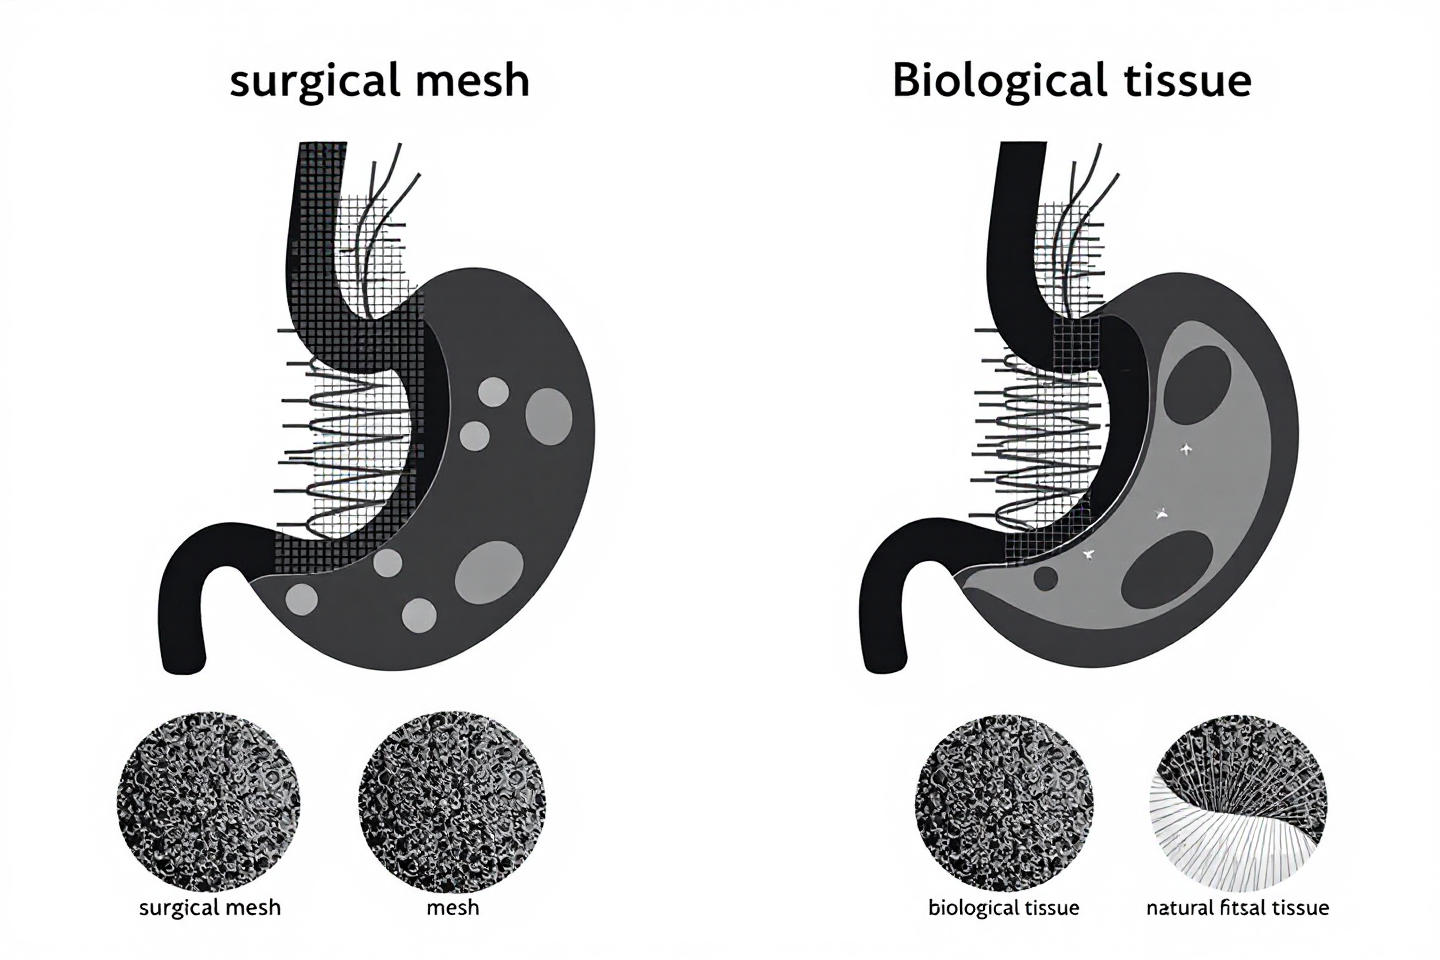 surgical mesh
Biological tissue
surgical mesh
mesh
biological tissue
natural fitsal tissue